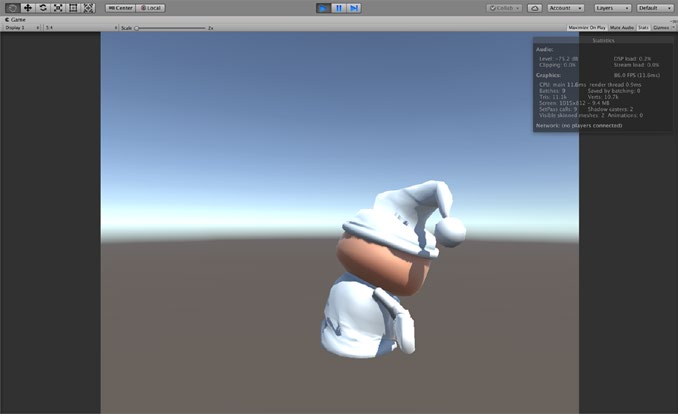 Center Local Collab Account Layers Default
Game
Display 1 5:4 Scale 2x Maximize On Play Mute Audio Stats Gizmos
Statistics
Audio:
Level: -75.2 dB DSP load: 0.2%
Clipping: 0.0% Stream load: 0.0%
Graphics: 86.0 FPS (11.6ms)
CPU: main 11.6ms render thread 0.9ms
Batches: 9 Saved by batching: 0
Tris: 11.1k Verts: 10.7k
Screen: 1015x812 - 9.4 MB
SetPass calls: 9 Shadow casters: 2
Visible skinned meshes: 2 Animations: 0
Network: (no players connected)